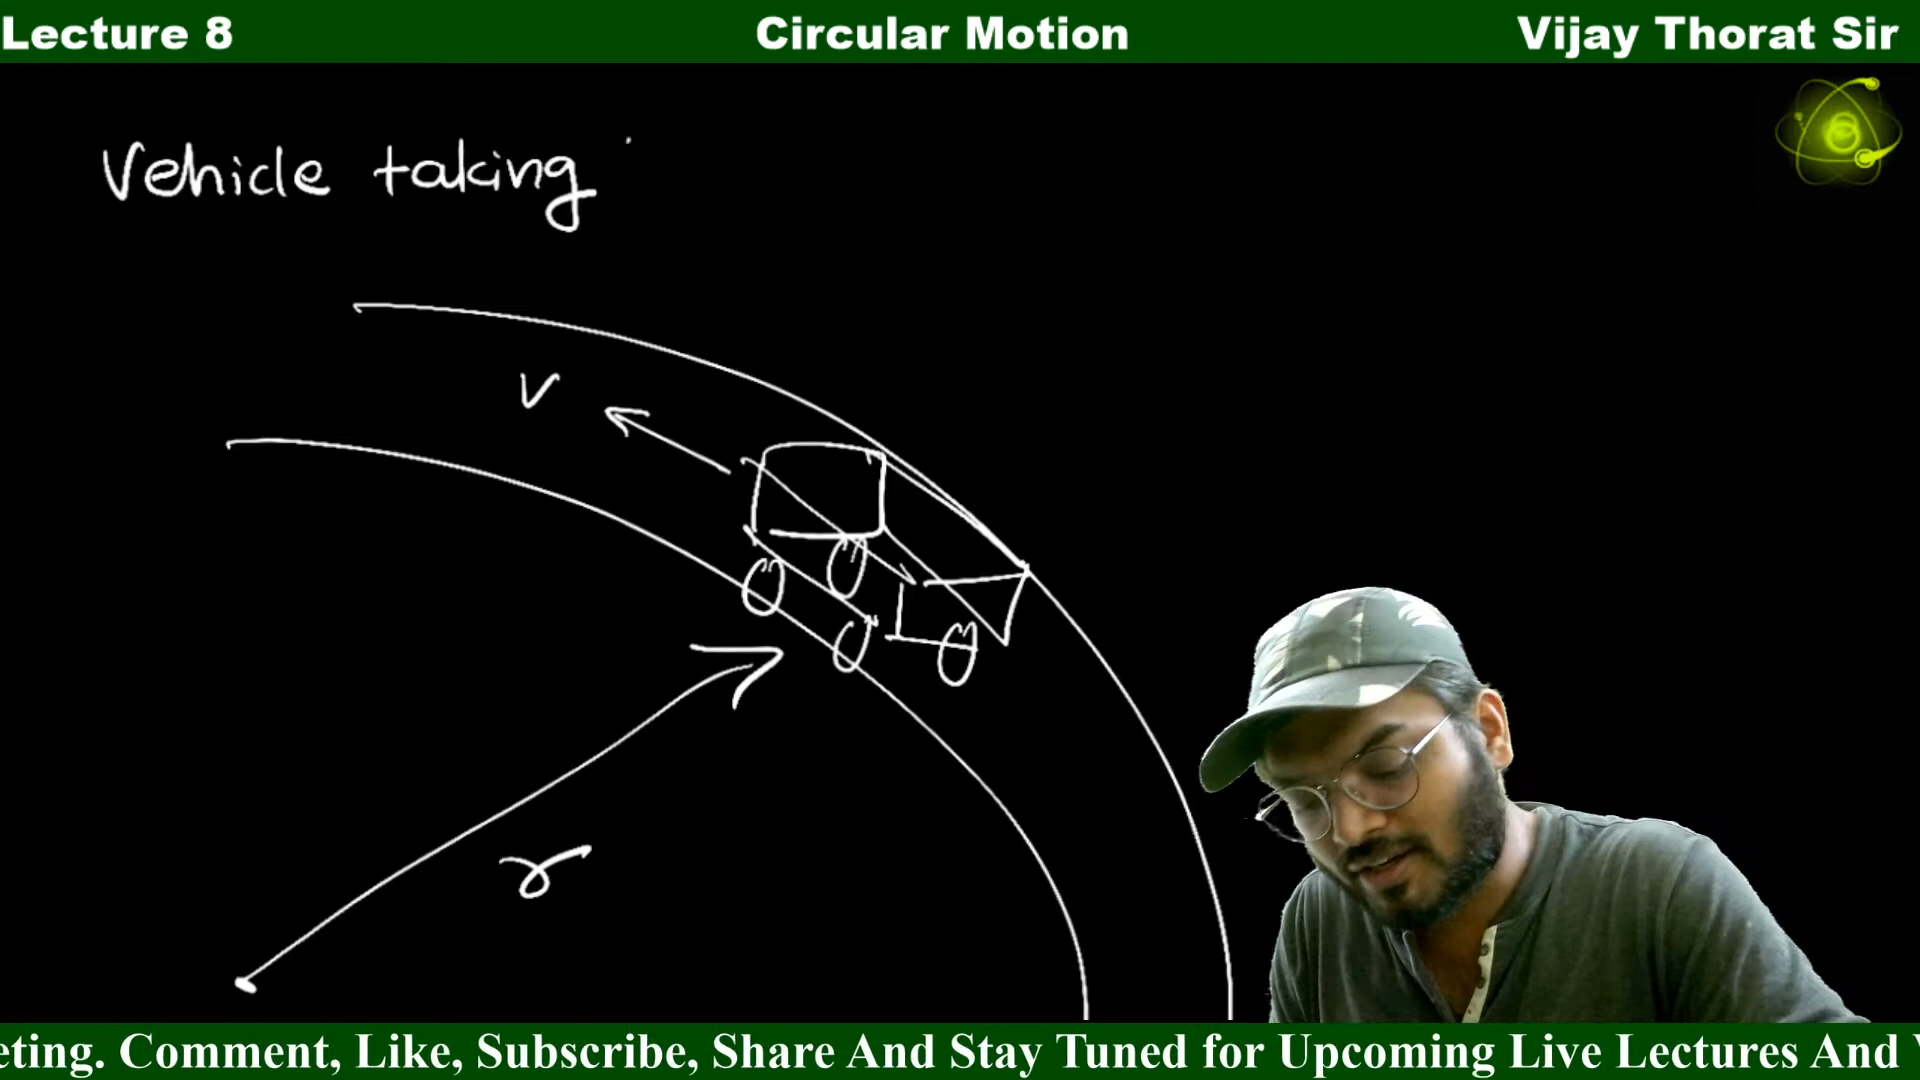 Lecture 8 Circular Motion Vijay Thorat Sir
Vehicle taking
v
r
eting. Comment, Like, Subscribe, Share And Stay Tuned for Upcoming Live Lectures And